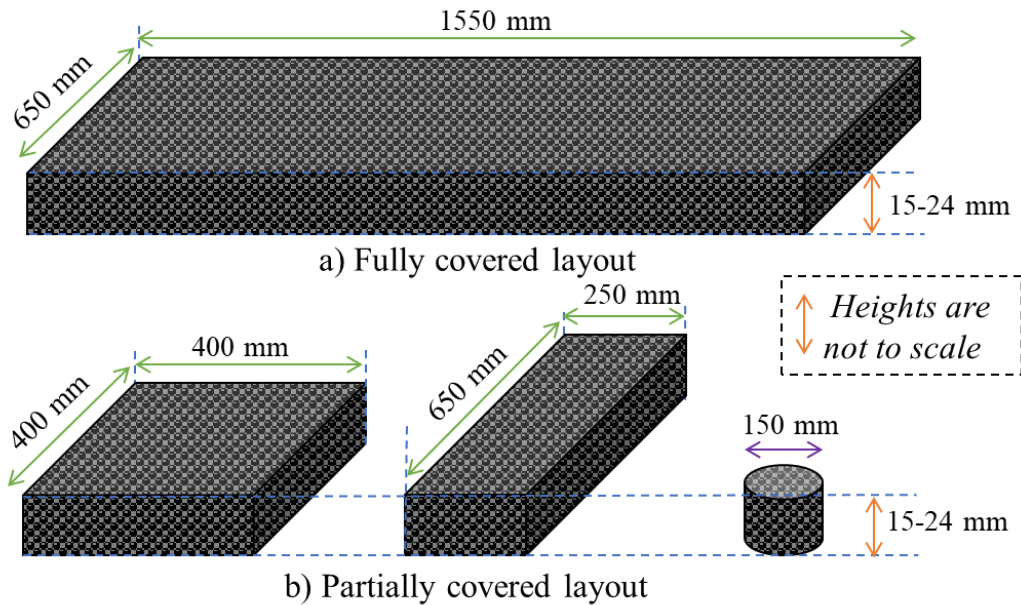 1550 mm
650 mm
15-24 mm
a) Fully covered layout
250 mm
Heights are
not to scale
400 mm
400 mm
650 mm
150 mm
15-24 mm
b) Partially covered layout